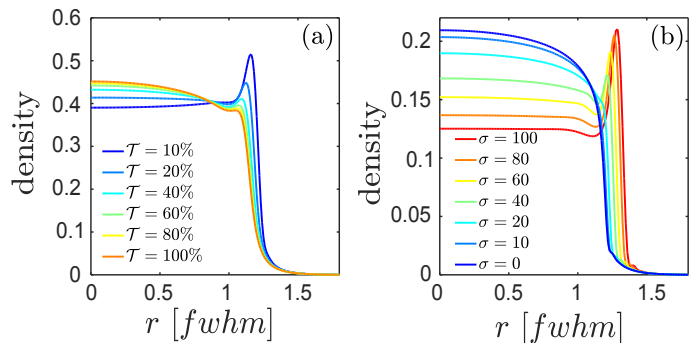 (a)
density
0.6
0.5
0.4
0.3
0.2
0.1
0
𝒯 = 10%
𝒯 = 20%
𝒯 = 40%
𝒯 = 60%
𝒯 = 80%
𝒯 = 100%
0 0.5 1 1.5
r [fwhm]
(b)
density
0.2
0.15
0.1
0.05
0
σ = 100
σ = 80
σ = 60
σ = 40
σ = 20
σ = 10
σ = 0
0 0.5 1 1.5
r [fwhm]